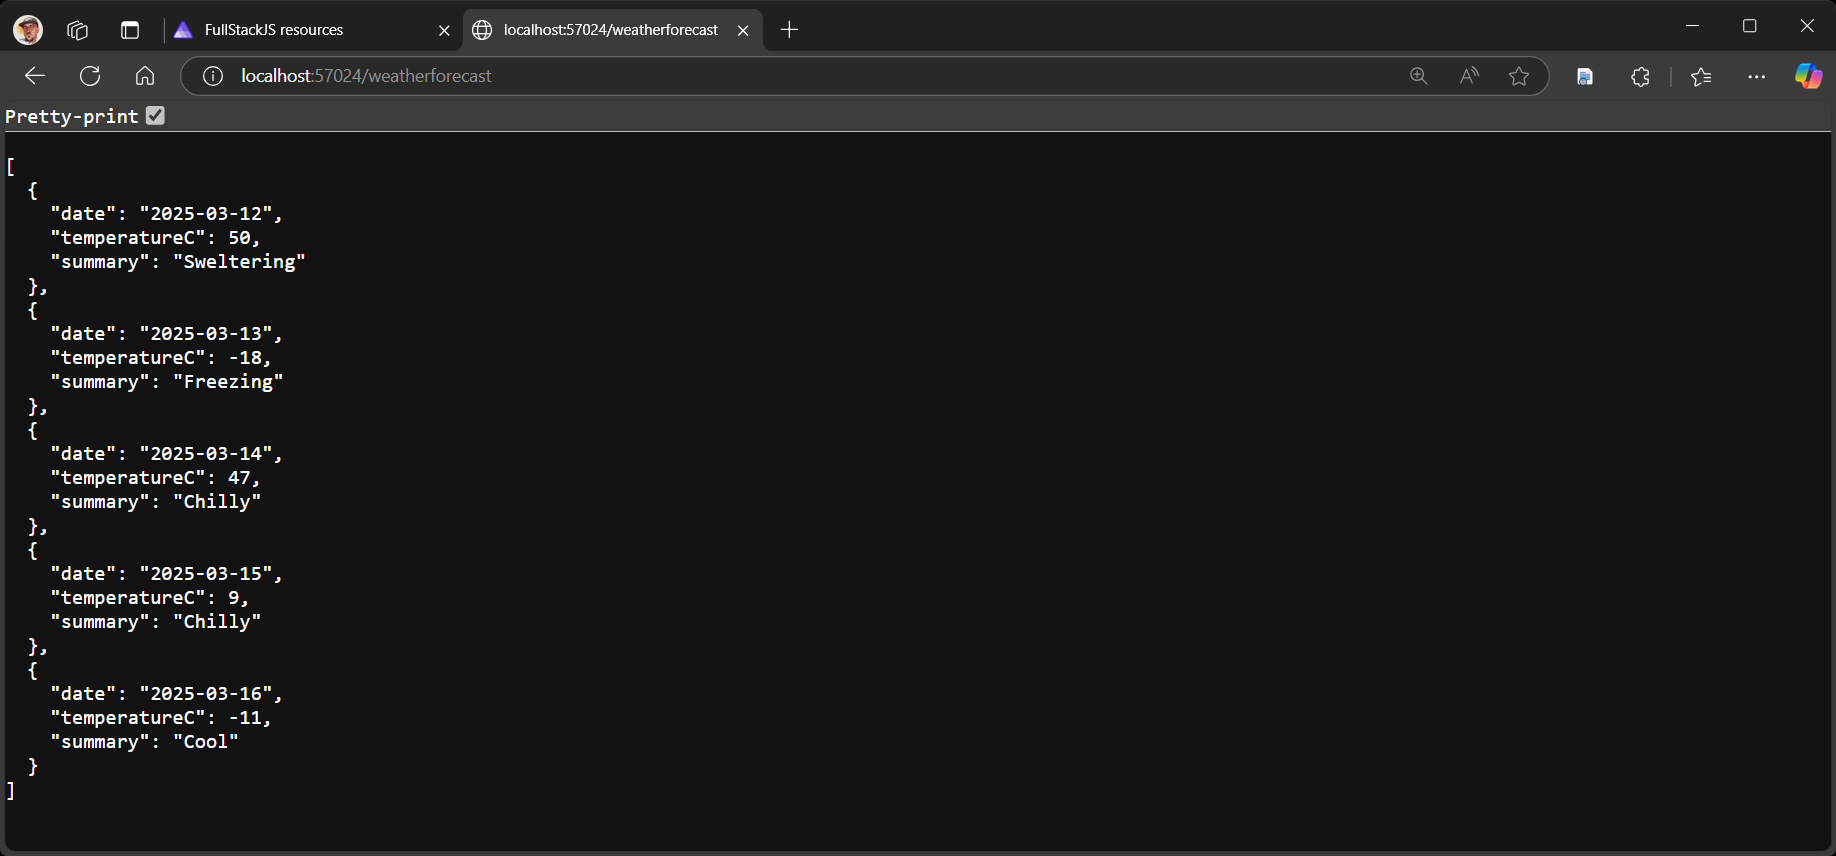 FullStackJS resources
localhost:57024/weatherforecast
localhost:57024/weatherforecast
Pretty-print
[
  {
    "date": "2025-03-12",
    "temperatureC": 50,
    "summary": "Sweltering"
  },
  {
    "date": "2025-03-13",
    "temperatureC": -18,
    "summary": "Freezing"
  },
  {
    "date": "2025-03-14",
    "temperatureC": 47,
    "summary": "Chilly"
  },
  {
    "date": "2025-03-15",
    "temperatureC": 9,
    "summary": "Chilly"
  },
  {
    "date": "2025-03-16",
    "temperatureC": -11,
    "summary": "Cool"
  }
]